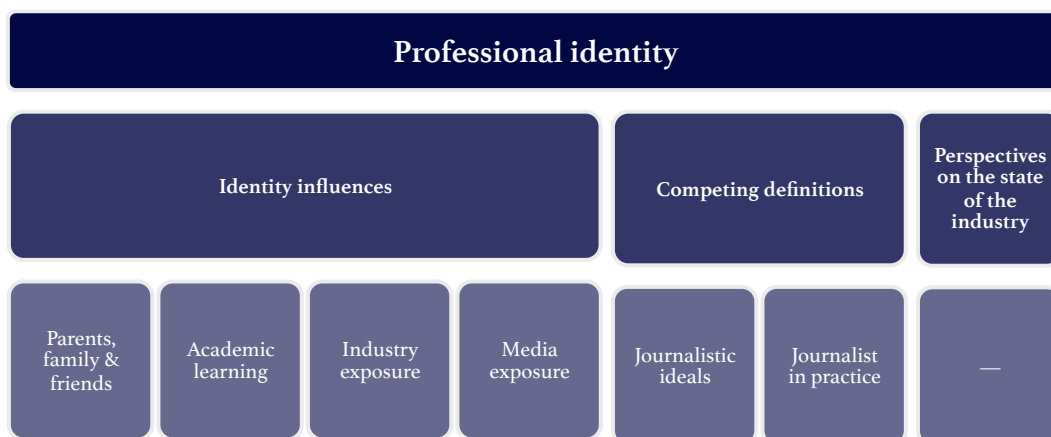 Professional identity
Identity influences
Competing definitions
Perspectives
on the state
of the
industry
Parents,
family &
friends
Academic
learning
Industry
exposure
Media
exposure
Journalistic
ideals
Journalist
in practice
—